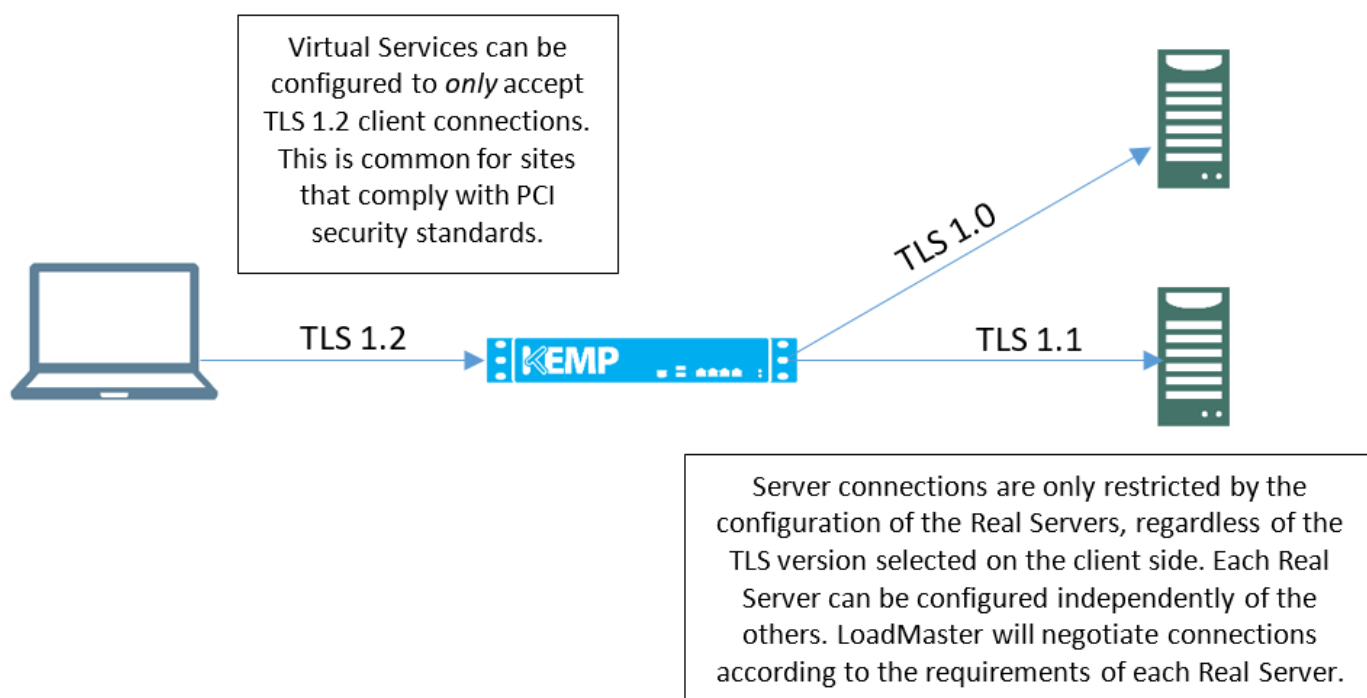 Virtual Services can be
configured to only accept
TLS 1.2 client connections.
This is common for sites
that comply with PCI
security standards.
TLS 1.2
KEMP
TLS 1.0
TLS 1.1
Server connections are only restricted by the
configuration of the Real Servers, regardless of the
TLS version selected on the client side. Each Real
Server can be configured independently of the
others. LoadMaster will negotiate connections
according to the requirements of each Real Server.